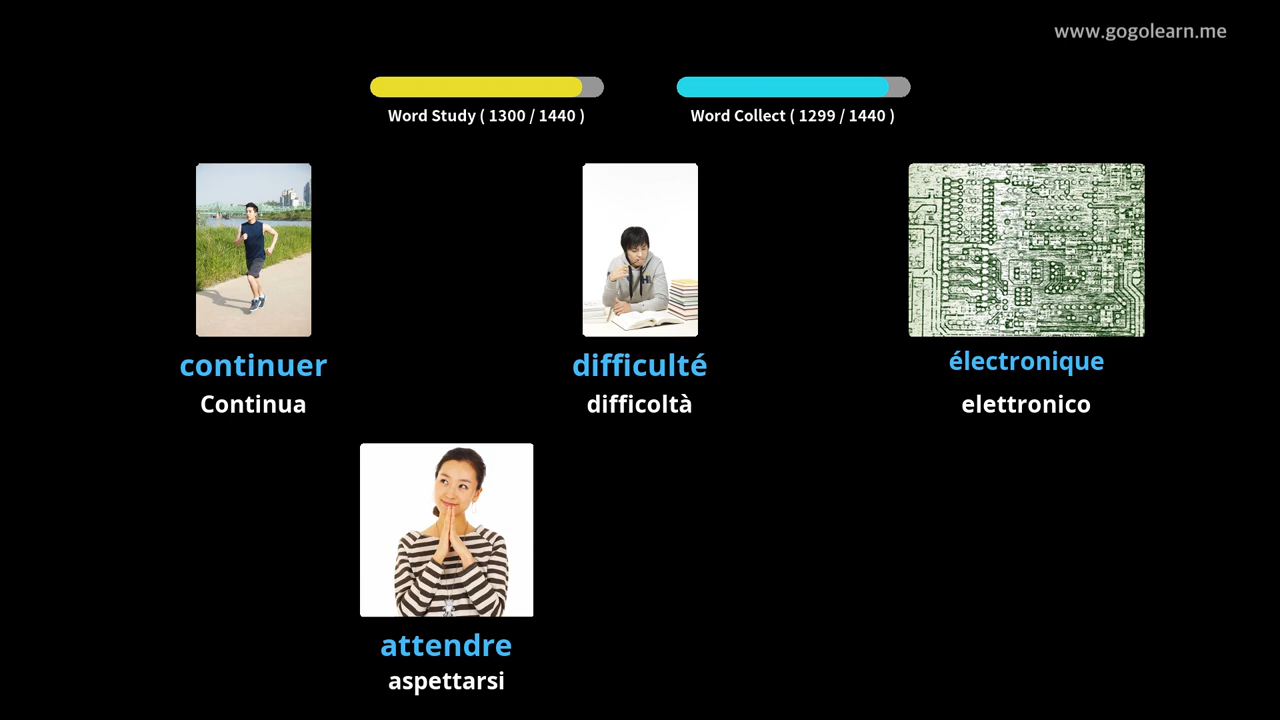 www.gogolearn.me
Word Study ( 1300 / 1440 )
Word Collect ( 1299 / 1440 )
continuer
Continua
difficulté
difficoltà
électronique
elettronico
attendre
aspettarsi